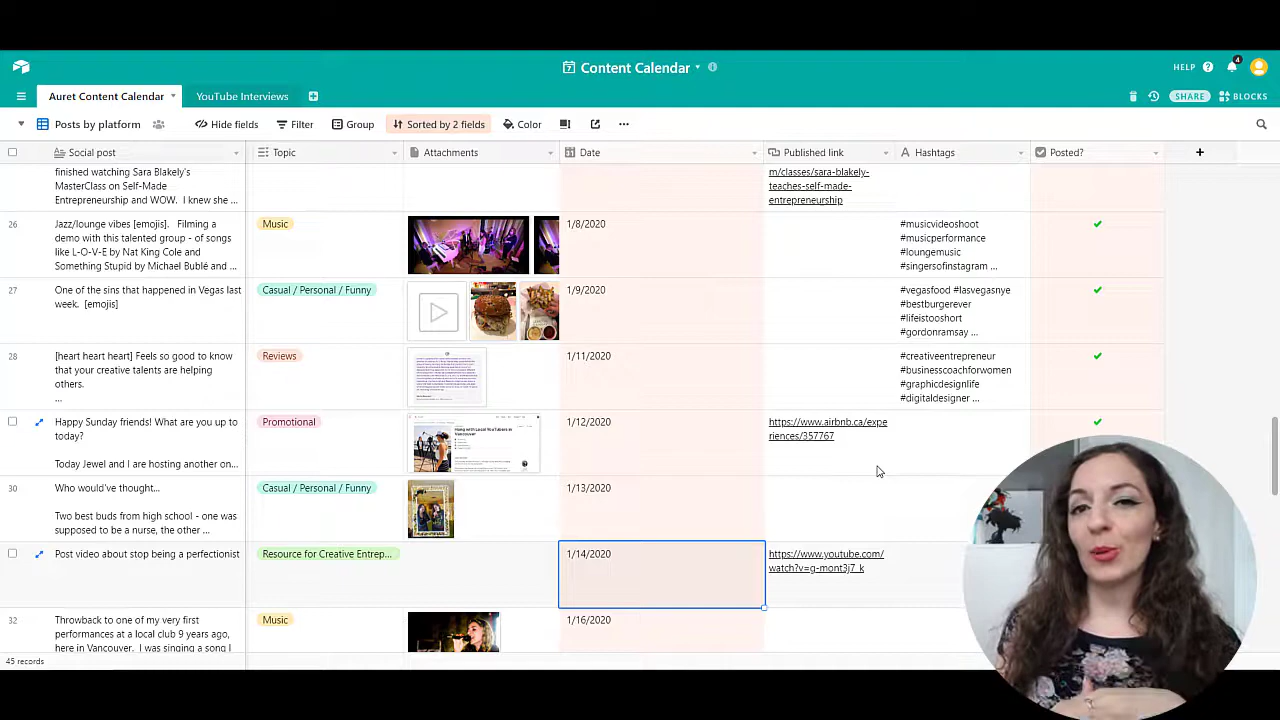 Content Calendar
HELP
4
Auret Content Calendar
YouTube Interviews
SHARE
BLOCKS
Posts by platform
Hide fields
Filter
Group
Sorted by 2 fields
Color
Social post
Topic
Attachments
Date
Published link
Hashtags
Posted?
finished watching Sara Blakely's
MasterClass on Self-Made
Entrepreneurship and WOW. I knew she ...
m/classes/sara-blakely-
teaches-self-made-
entrepreneurship
26
Jazz/lounge vibes [emojis]. Filming a
demo with this talented group - of songs
like L-O-V-E by Nat King Cole and
Something Stupid by Michael Bublé and ...
Music
1/8/2020
#musicvideoshoot
#musicperformance
#loungemusic
#singersofinstagram ...
27
One of the sins that happened in Vegas last
week. [emojis]
Casual / Personal / Funny
1/9/2020
#vegasfood #lasvegasnye
#bestburgerever
#lifeistooshort
#gordonramsay ...
28
[heart heart heart] Feels so good to know
that your creative talents are helping
others.
...
Reviews
1/11/2020
#creativeentrepreneur
#businesscoachforwomen
#graphicdesignlife
#digitaldesigner ...
Happy Sunday friends! What are you up to
today?
Today Jewel and I are hosting another ...
Promotional
Hang with Local YouTubers in
Vancouver
1/12/2020
https://www.airbnb.ca/expe
riences/357767
30
Who would've thought...
Two best buds from high school - one was
supposed to be a nurse, the other ...
Casual / Personal / Funny
1/13/2020
Post video about stop being a perfectionist
Resource for Creative Entrep...
1/14/2020
https://www.youtube.com/
watch?v=g-mont3j7_k
32
Throwback to one of my very first
performances at a local club 9 years ago,
here in Vancouver. I was singing a song I
Music
1/16/2020
45 records